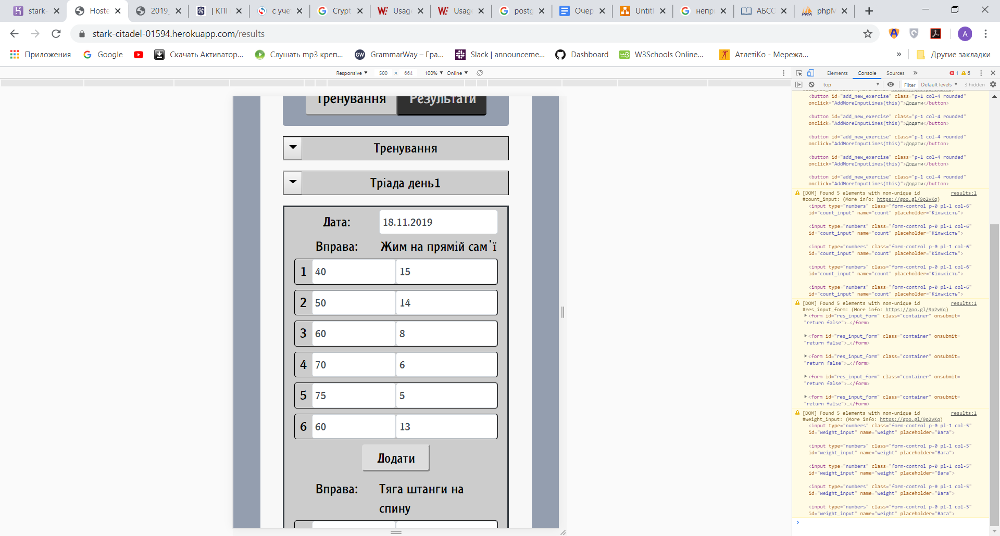 stark-
Hoste
2019_
| КПІ
с уче
Crypt
Usage
Usage
postg
Очер
Untitl
непри
АБСО
phpM
stark-citadel-01594.herokuapp.com/results
A
Приложения
Google
Скачать Активатор...
Слушать mp3 креп...
GrammarWay – Гра...
Slack | announceme...
Dashboard
W3Schools Online...
АтлетіКо - Мережа...
»
Другие закладки
Responsive
500 × 664
100%
Online
Elements
Console
Sources
»
1
6
top
Filter
Default levels
3 hidden
Тренування
Результати
Тренування
Тріада день1
Дата:
18.11.2019
Вправа:
Жим на прямій сам'ї
1 40 15
2 50 14
3 60 8
4 70 6
5 75 5
6 60 13
Додати
Вправа:
Тяга штанги на
спину
#add_new_exercise: (More info: https://goo.gl/9p2vKq)
<button id="add_new_exercise" class="p-1 col-4 rounded"
onclick="AddMoreInputLines(this)">Додати</button>
<button id="add_new_exercise" class="p-1 col-4 rounded"
onclick="AddMoreInputLines(this)">Додати</button>
<button id="add_new_exercise" class="p-1 col-4 rounded"
onclick="AddMoreInputLines(this)">Додати</button>
<button id="add_new_exercise" class="p-1 col-4 rounded"
onclick="AddMoreInputLines(this)">Додати</button>
<button id="add_new_exercise" class="p-1 col-4 rounded"
onclick="AddMoreInputLines(this)">Додати</button>
[DOM] Found 5 elements with non-unique id results:1
#count_input: (More info: https://goo.gl/9p2vKq)
<input type="numbers" class="form-control p-0 pl-1 col-6"
id="count_input" name="count" placeholder="Кількість">
<input type="numbers" class="form-control p-0 pl-1 col-6"
id="count_input" name="count" placeholder="Кількість">
<input type="numbers" class="form-control p-0 pl-1 col-6"
id="count_input" name="count" placeholder="Кількість">
<input type="numbers" class="form-control p-0 pl-1 col-6"
id="count_input" name="count" placeholder="Кількість">
<input type="numbers" class="form-control p-0 pl-1 col-6"
id="count_input" name="count" placeholder="Кількість">
[DOM] Found 5 elements with non-unique id results:1
#res_input_form: (More info: https://goo.gl/9p2vKq)
<form id="res_input_form" class="container" onsubmit=
"return false">…</form>
<form id="res_input_form" class="container" onsubmit=
"return false">…</form>
<form id="res_input_form" class="container" onsubmit=
"return false">…</form>
<form id="res_input_form" class="container" onsubmit=
"return false">…</form>
<form id="res_input_form" class="container" onsubmit=
"return false">…</form>
[DOM] Found 5 elements with non-unique id results:1
#weight_input: (More info: https://goo.gl/9p2vKq)
<input type="numbers" class="form-control p-0 pl-1 col-5"
id="weight_input" name="weight" placeholder="Вага">
<input type="numbers" class="form-control p-0 pl-1 col-5"
id="weight_input" name="weight" placeholder="Вага">
<input type="numbers" class="form-control p-0 pl-1 col-5"
id="weight_input" name="weight" placeholder="Вага">
<input type="numbers" class="form-control p-0 pl-1 col-5"
id="weight_input" name="weight" placeholder="Вага">
<input type="numbers" class="form-control p-0 pl-1 col-5"
id="weight_input" name="weight" placeholder="Вага">